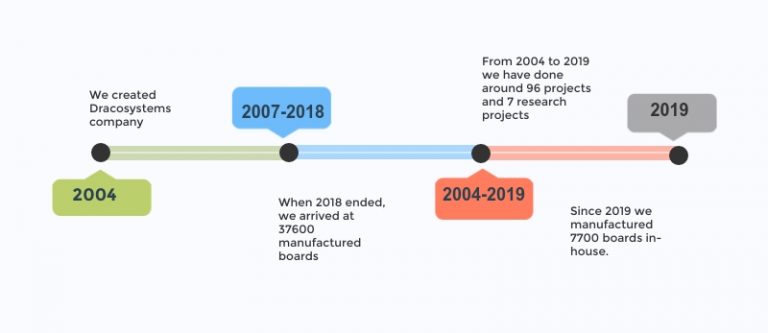 We created
Dracosystems
company
2004
2007-2018
When 2018 ended,
we arrived at
37600
manufactured
boards
From 2004 to 2019
we have done
around 96 projects
and 7 research
projects
2004-2019
2019
Since 2019 we
manufactured
7700 boards in-
house.